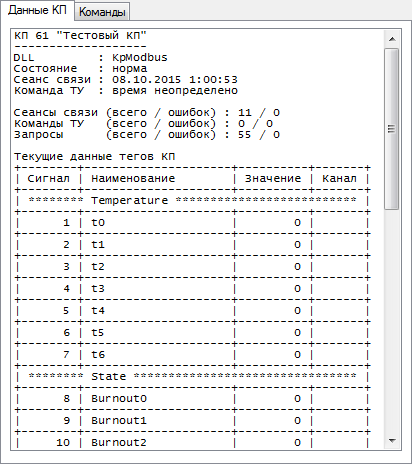 Данные КП Команды
КП 61 "Тестовый КП"
--------------------
DLL : KpModbus
Состояние : норма
Сеанс связи : 08.10.2015 1:00:53
Команда ТУ : время неопределено
Сеансы связи (всего / ошибок) : 11 / 0
Команды ТУ (всего / ошибок) : 0 / 0
Запросы (всего / ошибок) : 55 / 0
Текущие данные тегов КП
| Сигнал | Наименование | Значение | Канал |
| ******** Temperature ************************** |
| 1 | t0 | 0 | |
| 2 | t1 | 0 | |
| 3 | t2 | 0 | |
| 4 | t3 | 0 | |
| 5 | t4 | 0 | |
| 6 | t5 | 0 | |
| 7 | t6 | 0 | |
| ******** State ******************************** |
| 8 | Burnout0 | 0 | |
| 9 | Burnout1 | 0 | |
| 10 | Burnout2 | 0 | |